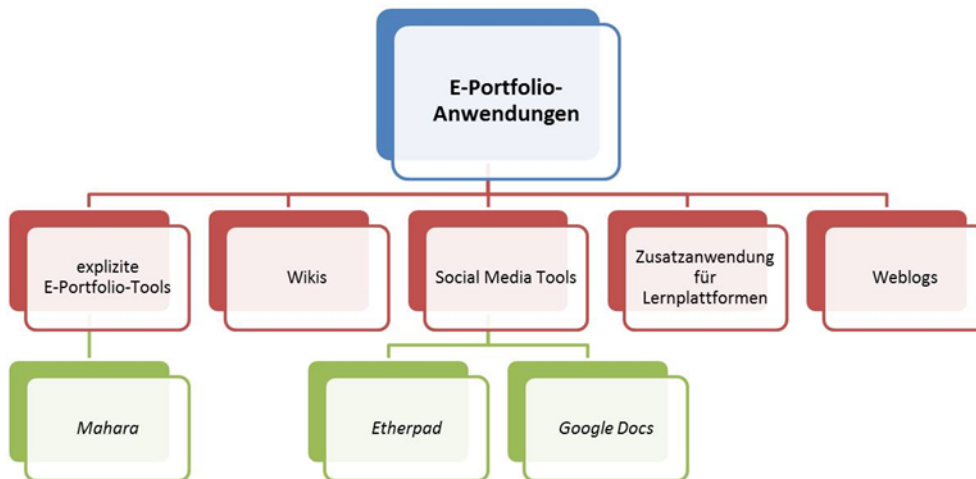 E-Portfolio-
Anwendungen
explizite
E-Portfolio-Tools
Wikis
Social Media Tools
Zusatzanwendung
für
Lernplattformen
Weblogs
Mahara
Etherpad
Google Docs